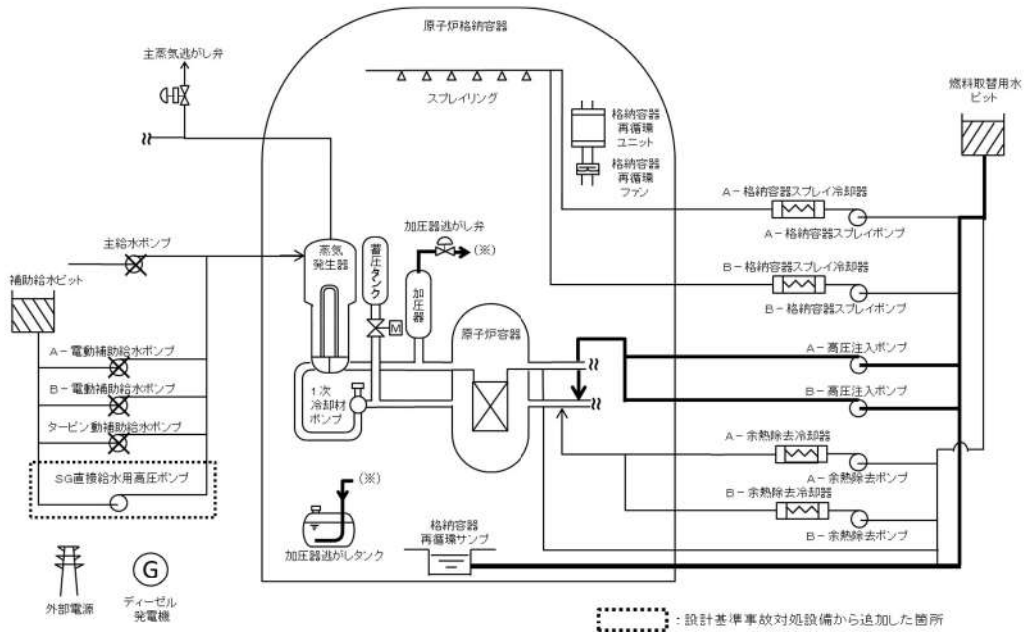 原子炉格納容器
主蒸気逃がし弁
スプレイリング
格納容器
再循環
ユニット
格納容器
再循環
ファン
燃料取替用水
ピット
A-格納容器スプレイ冷却器
A-格納容器スプレイポンプ
B-格納容器スプレイ冷却器
B-格納容器スプレイポンプ
主給水ポンプ
補助給水ピット
蒸気
発生器
蓄圧タンク
加圧器逃がし弁
(※)
加圧器
M
原子炉容器
A-高圧注入ポンプ
B-高圧注入ポンプ
A-電動補助給水ポンプ
B-電動補助給水ポンプ
タービン動補助給水ポンプ
SG直接給水用高圧ポンプ
1次
冷却材
ポンプ
A-余熱除去冷却器
A-余熱除去ポンプ
B-余熱除去冷却器
B-余熱除去ポンプ
(※)
加圧器逃がしタンク
格納容器
再循環サンプ
外部電源
G
ディーゼル
発電機
:設計基準事故対処設備から追加した箇所